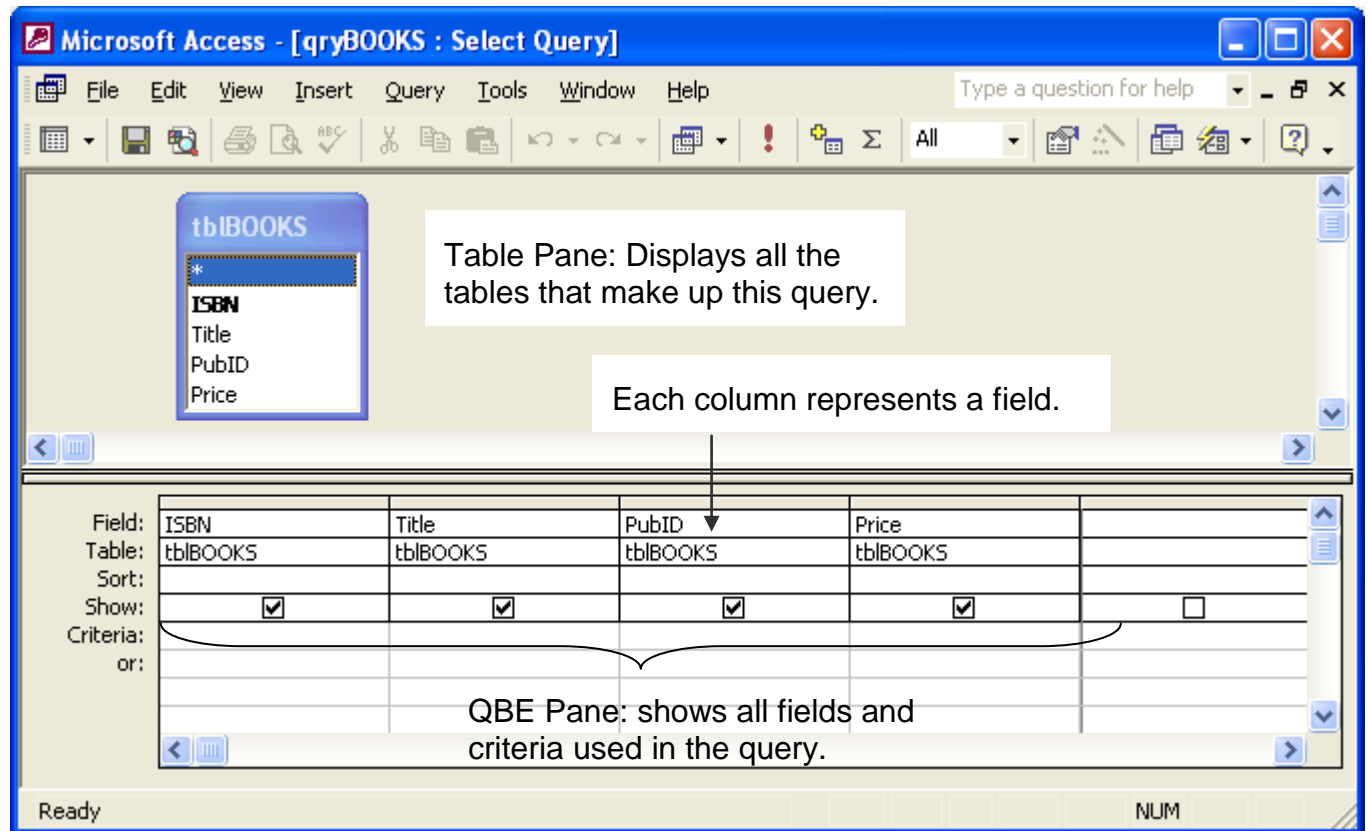 Microsoft Access - [qryBOOKS : Select Query]
File Edit View Insert Query Tools Window Help Type a question for help
ABC Σ All
tblBOOKS
*
ISBN
Title
PubID
Price
Table Pane: Displays all the
tables that make up this query.
Each column represents a field.
Field: ISBN Title PubID Price
Table: tblBOOKS tblBOOKS tblBOOKS tblBOOKS
Sort:
Show:
Criteria:
or:
QBE Pane: shows all fields and
criteria used in the query.
Ready NUM